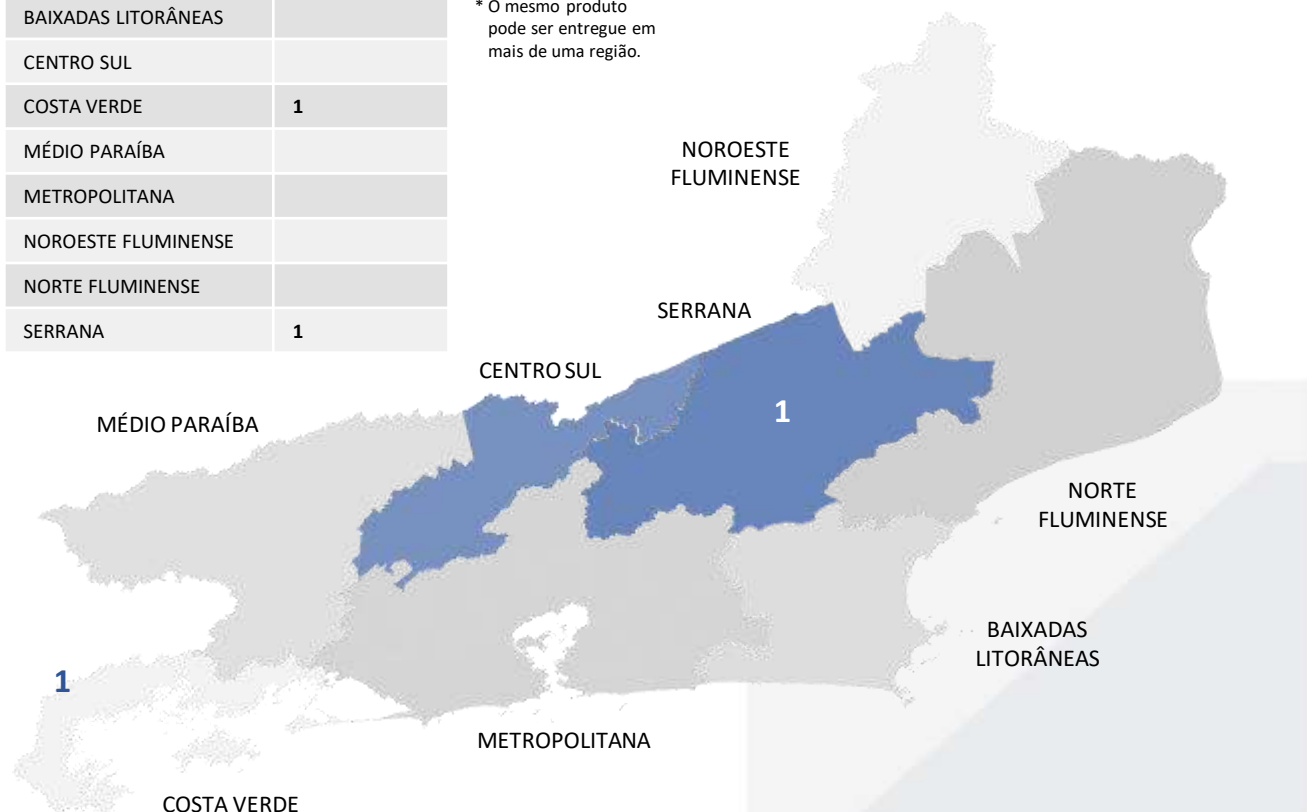 BAIXADAS LITORÂNEAS
CENTRO SUL
COSTA VERDE 1
MÉDIO PARAÍBA
METROPOLITANA
NOROESTE FLUMINENSE
NORTE FLUMINENSE
SERRANA 1
* O mesmo produto
pode ser entregue em
mais de uma região.
NOROESTE
FLUMINENSE
SERRANA
CENTRO SUL
MÉDIO PARAÍBA
1
NORTE
FLUMINENSE
BAIXADAS
LITORÂNEAS
1
METROPOLITANA
COSTA VERDE